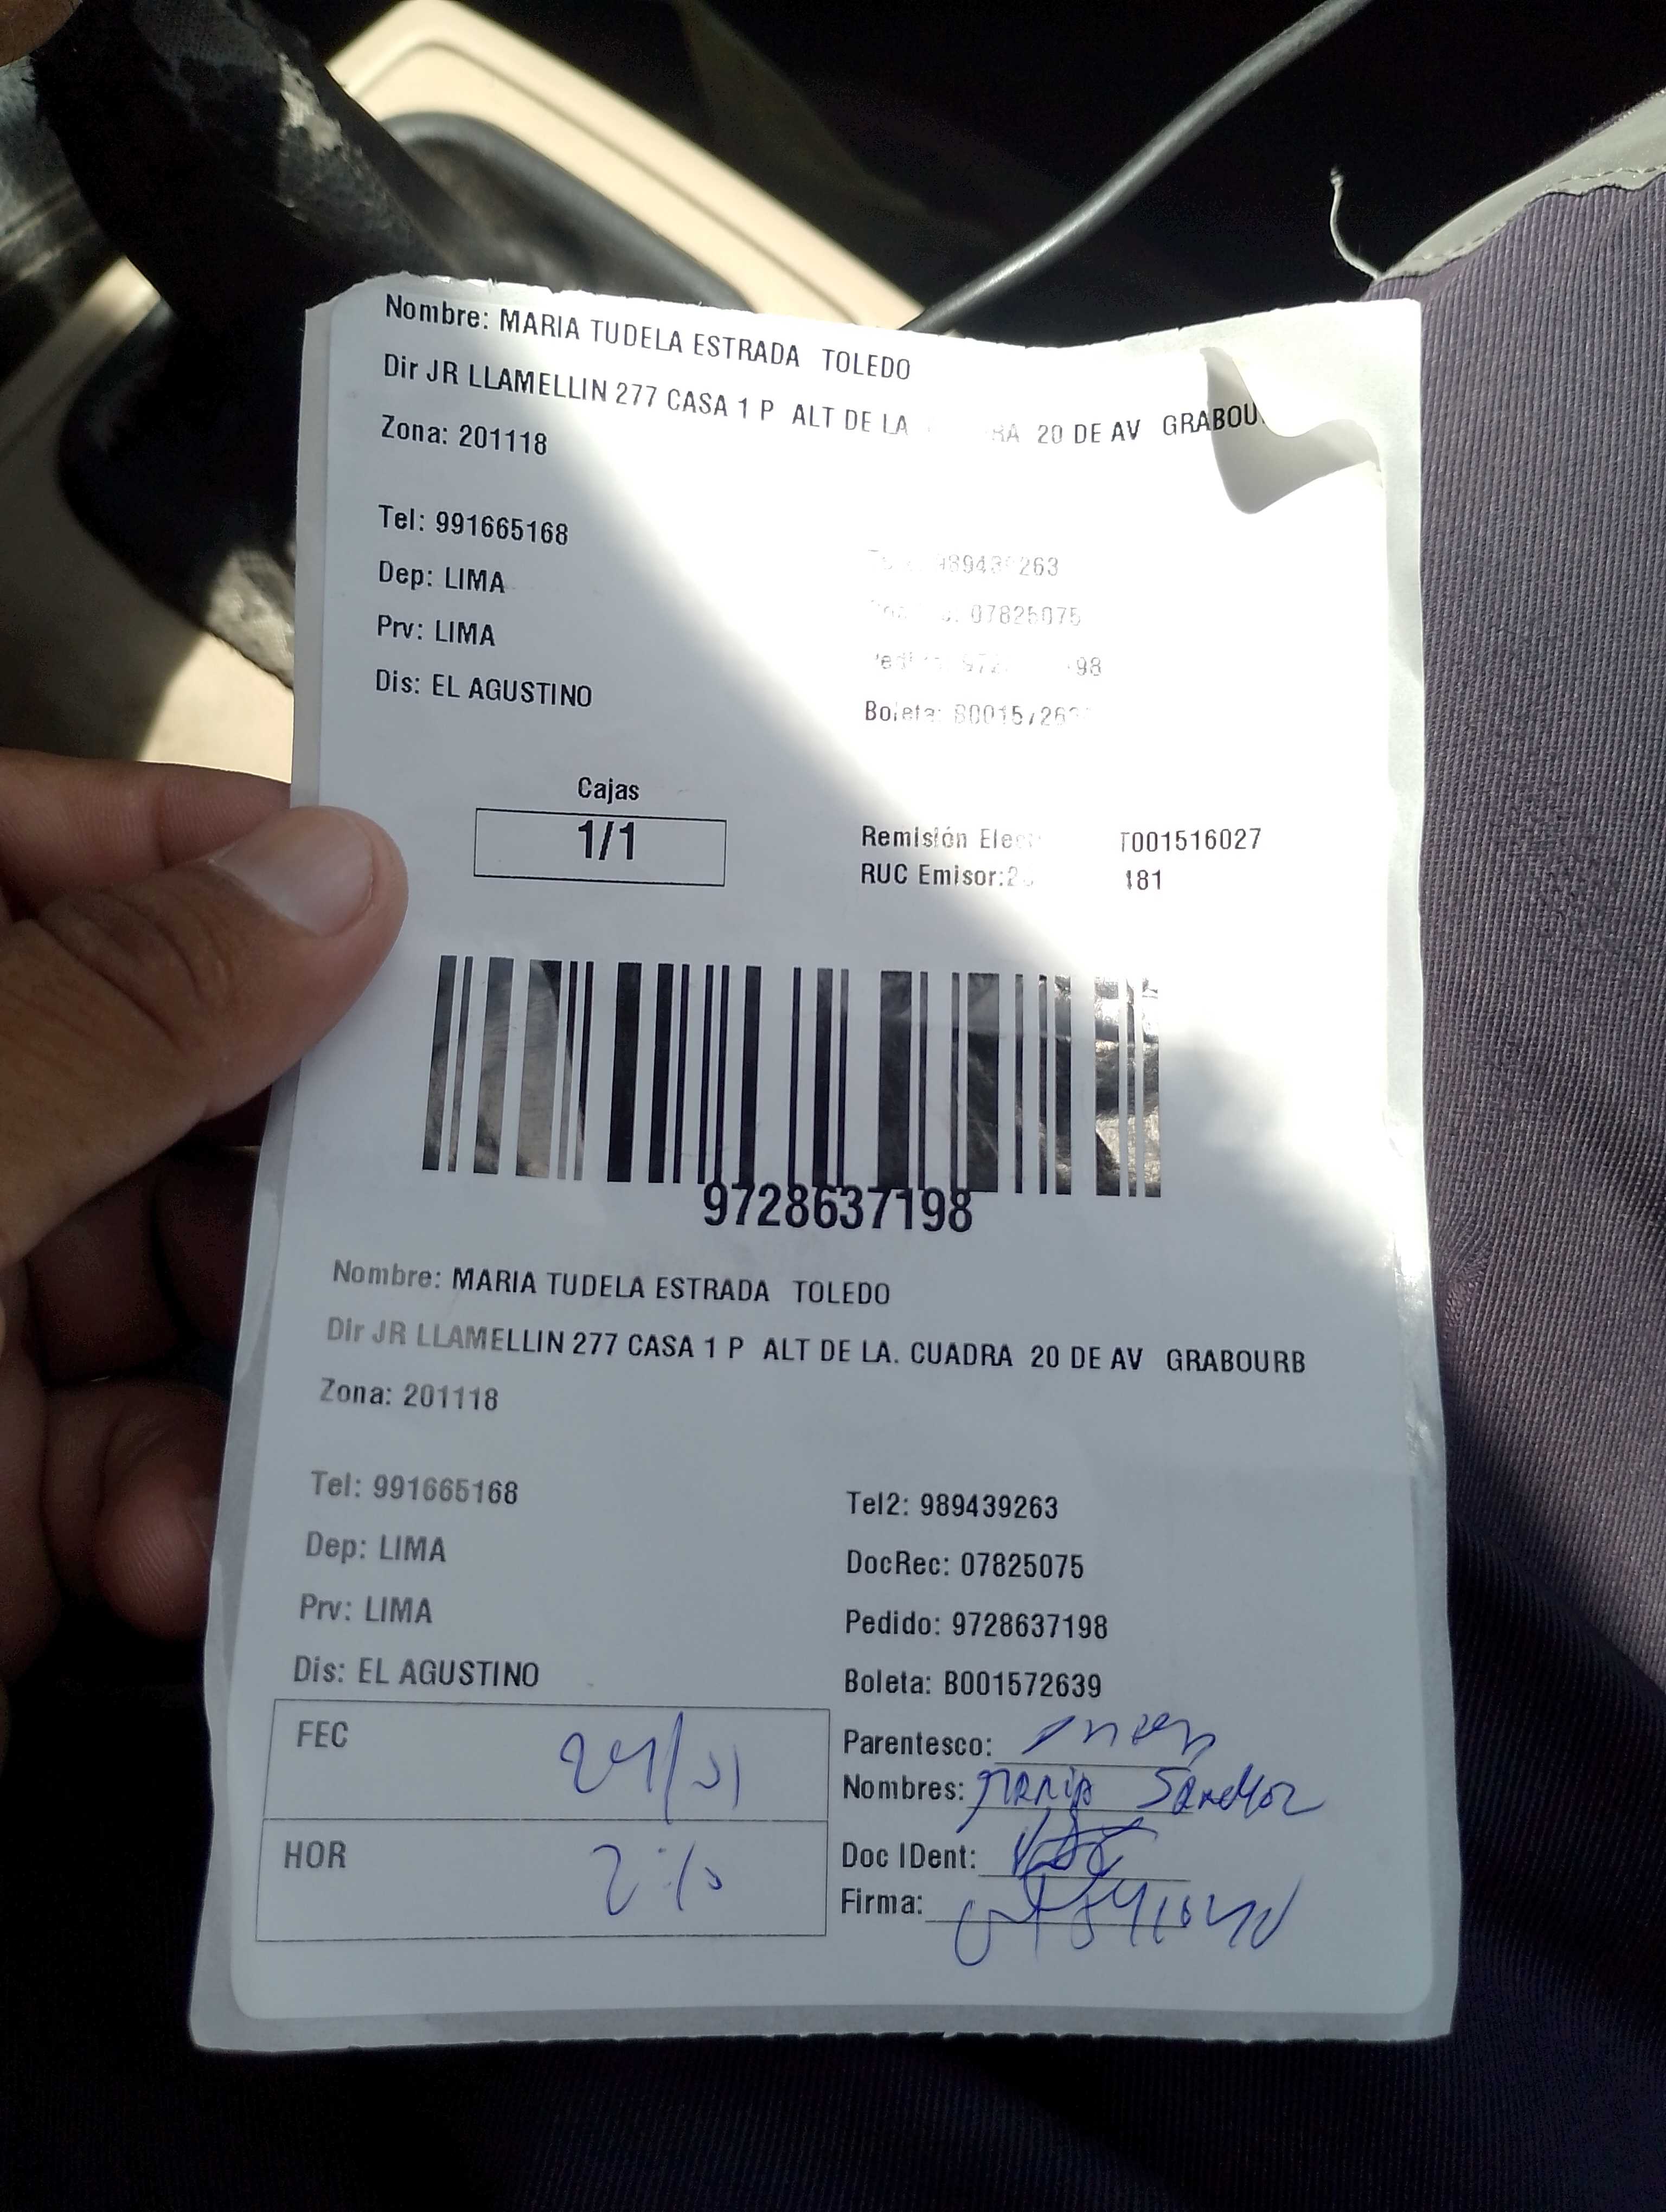 Nombre: MARIA TUDELA ESTRADA TOLEDO
Dir JR LLAMELLIN 277 CASA 1 P ALT DE LA 20 DE AV GRABOU
Zona: 201118
Tel: 991665168
Dep: LIMA
Prv: LIMA 07825075
Dis: EL AGUSTINO Boleta:
Cajas
1/1
Remisión T001516027
RUC Emisor:
9728637198
Nombre: MARIA TUDELA ESTRADA TOLEDO
Dir JR LLAMELLIN 277 CASA 1 P ALT DE LA. CUADRA 20 DE AV GRABOURB
Zona: 201118
Tel: 991665168 Tel2: 989439263
Dep: LIMA DocRec: 07825075
Prv: LIMA Pedido: 9728637198
Dis: EL AGUSTINO Boleta: B001572639
FEC Parentesco:
Nombres: Maria
HOR Doc IDent:
Firma: